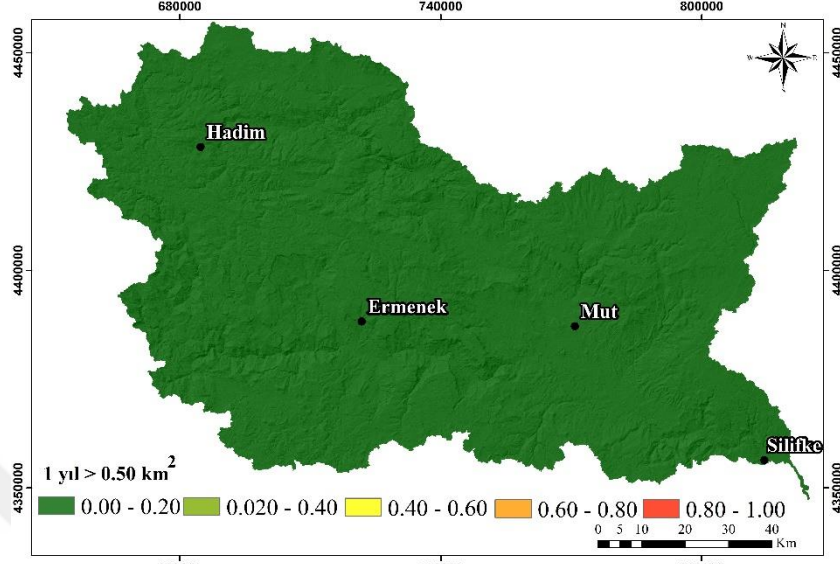 680000 740000 800000
4450000 4450000
N
W E
S
Hadim
4400000 4400000
Ermenek
Mut
Silifke
1 yıl > 0.50 km²
4350000 4350000
0.00 - 0.20 0.020 - 0.40 0.40 - 0.60 0.60 - 0.80 0.80 - 1.00
0 5 10 20 30 40
Km